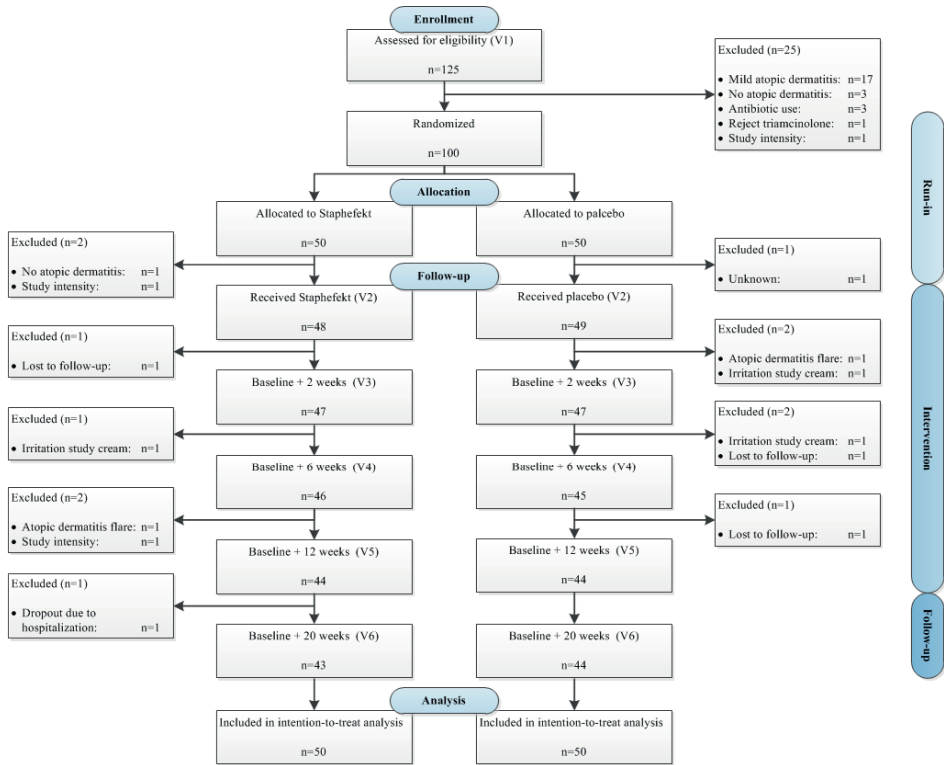 Enrollment
Assessed for eligibility (V1)
n=125
Excluded (n=25)
• Mild atopic dermatitis: n=17
• No atopic dermatitis: n=3
• Antibiotic use: n=3
• Reject triamcinolone: n=1
• Study intensity: n=1
Randomized
n=100
Run-in
Allocation
Allocated to Staphefekt
n=50
Allocated to palcebo
n=50
Excluded (n=2)
• No atopic dermatitis: n=1
• Study intensity: n=1
Excluded (n=1)
• Unknown: n=1
Follow-up
Received Staphefekt (V2)
n=48
Received placebo (V2)
n=49
Excluded (n=1)
• Lost to follow-up: n=1
Excluded (n=2)
• Atopic dermatitis flare: n=1
• Irritation study cream: n=1
Baseline + 2 weeks (V3)
n=47
Baseline + 2 weeks (V3)
n=47
Intervention
Excluded (n=1)
• Irritation study cream: n=1
Excluded (n=2)
• Irritation study cream: n=1
• Lost to follow-up: n=1
Baseline + 6 weeks (V4)
n=46
Baseline + 6 weeks (V4)
n=45
Excluded (n=2)
• Atopic dermatitis flare: n=1
• Study intensity: n=1
Excluded (n=1)
• Lost to follow-up: n=1
Baseline + 12 weeks (V5)
n=44
Baseline + 12 weeks (V5)
n=44
Excluded (n=1)
• Dropout due to
hospitalization: n=1
Baseline + 20 weeks (V6)
n=43
Baseline + 20 weeks (V6)
n=44
Follow-up
Analysis
Included in intention-to-treat analysis
n=50
Included in intention-to-treat analysis
n=50